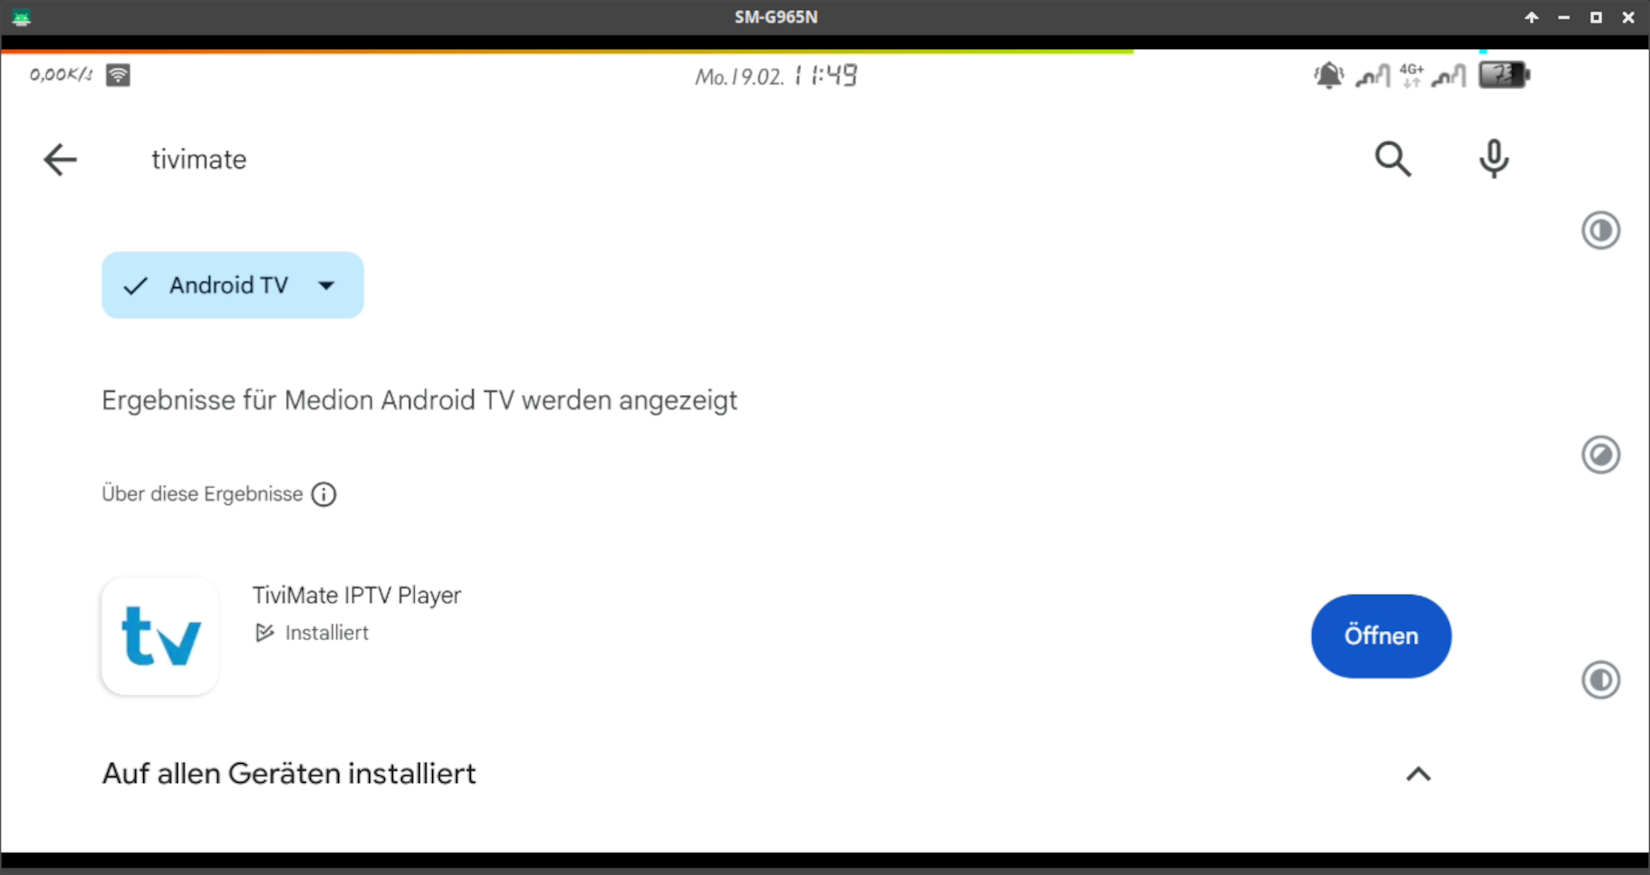 SM-G965N
0,00K/s
Mo.19.02. 11:49
4G+
73
tivimate
Android TV
Ergebnisse für Medion Android TV werden angezeigt
Über diese Ergebnisse
tv
TiviMate IPTV Player
Installiert
Öffnen
Auf allen Geräten installiert